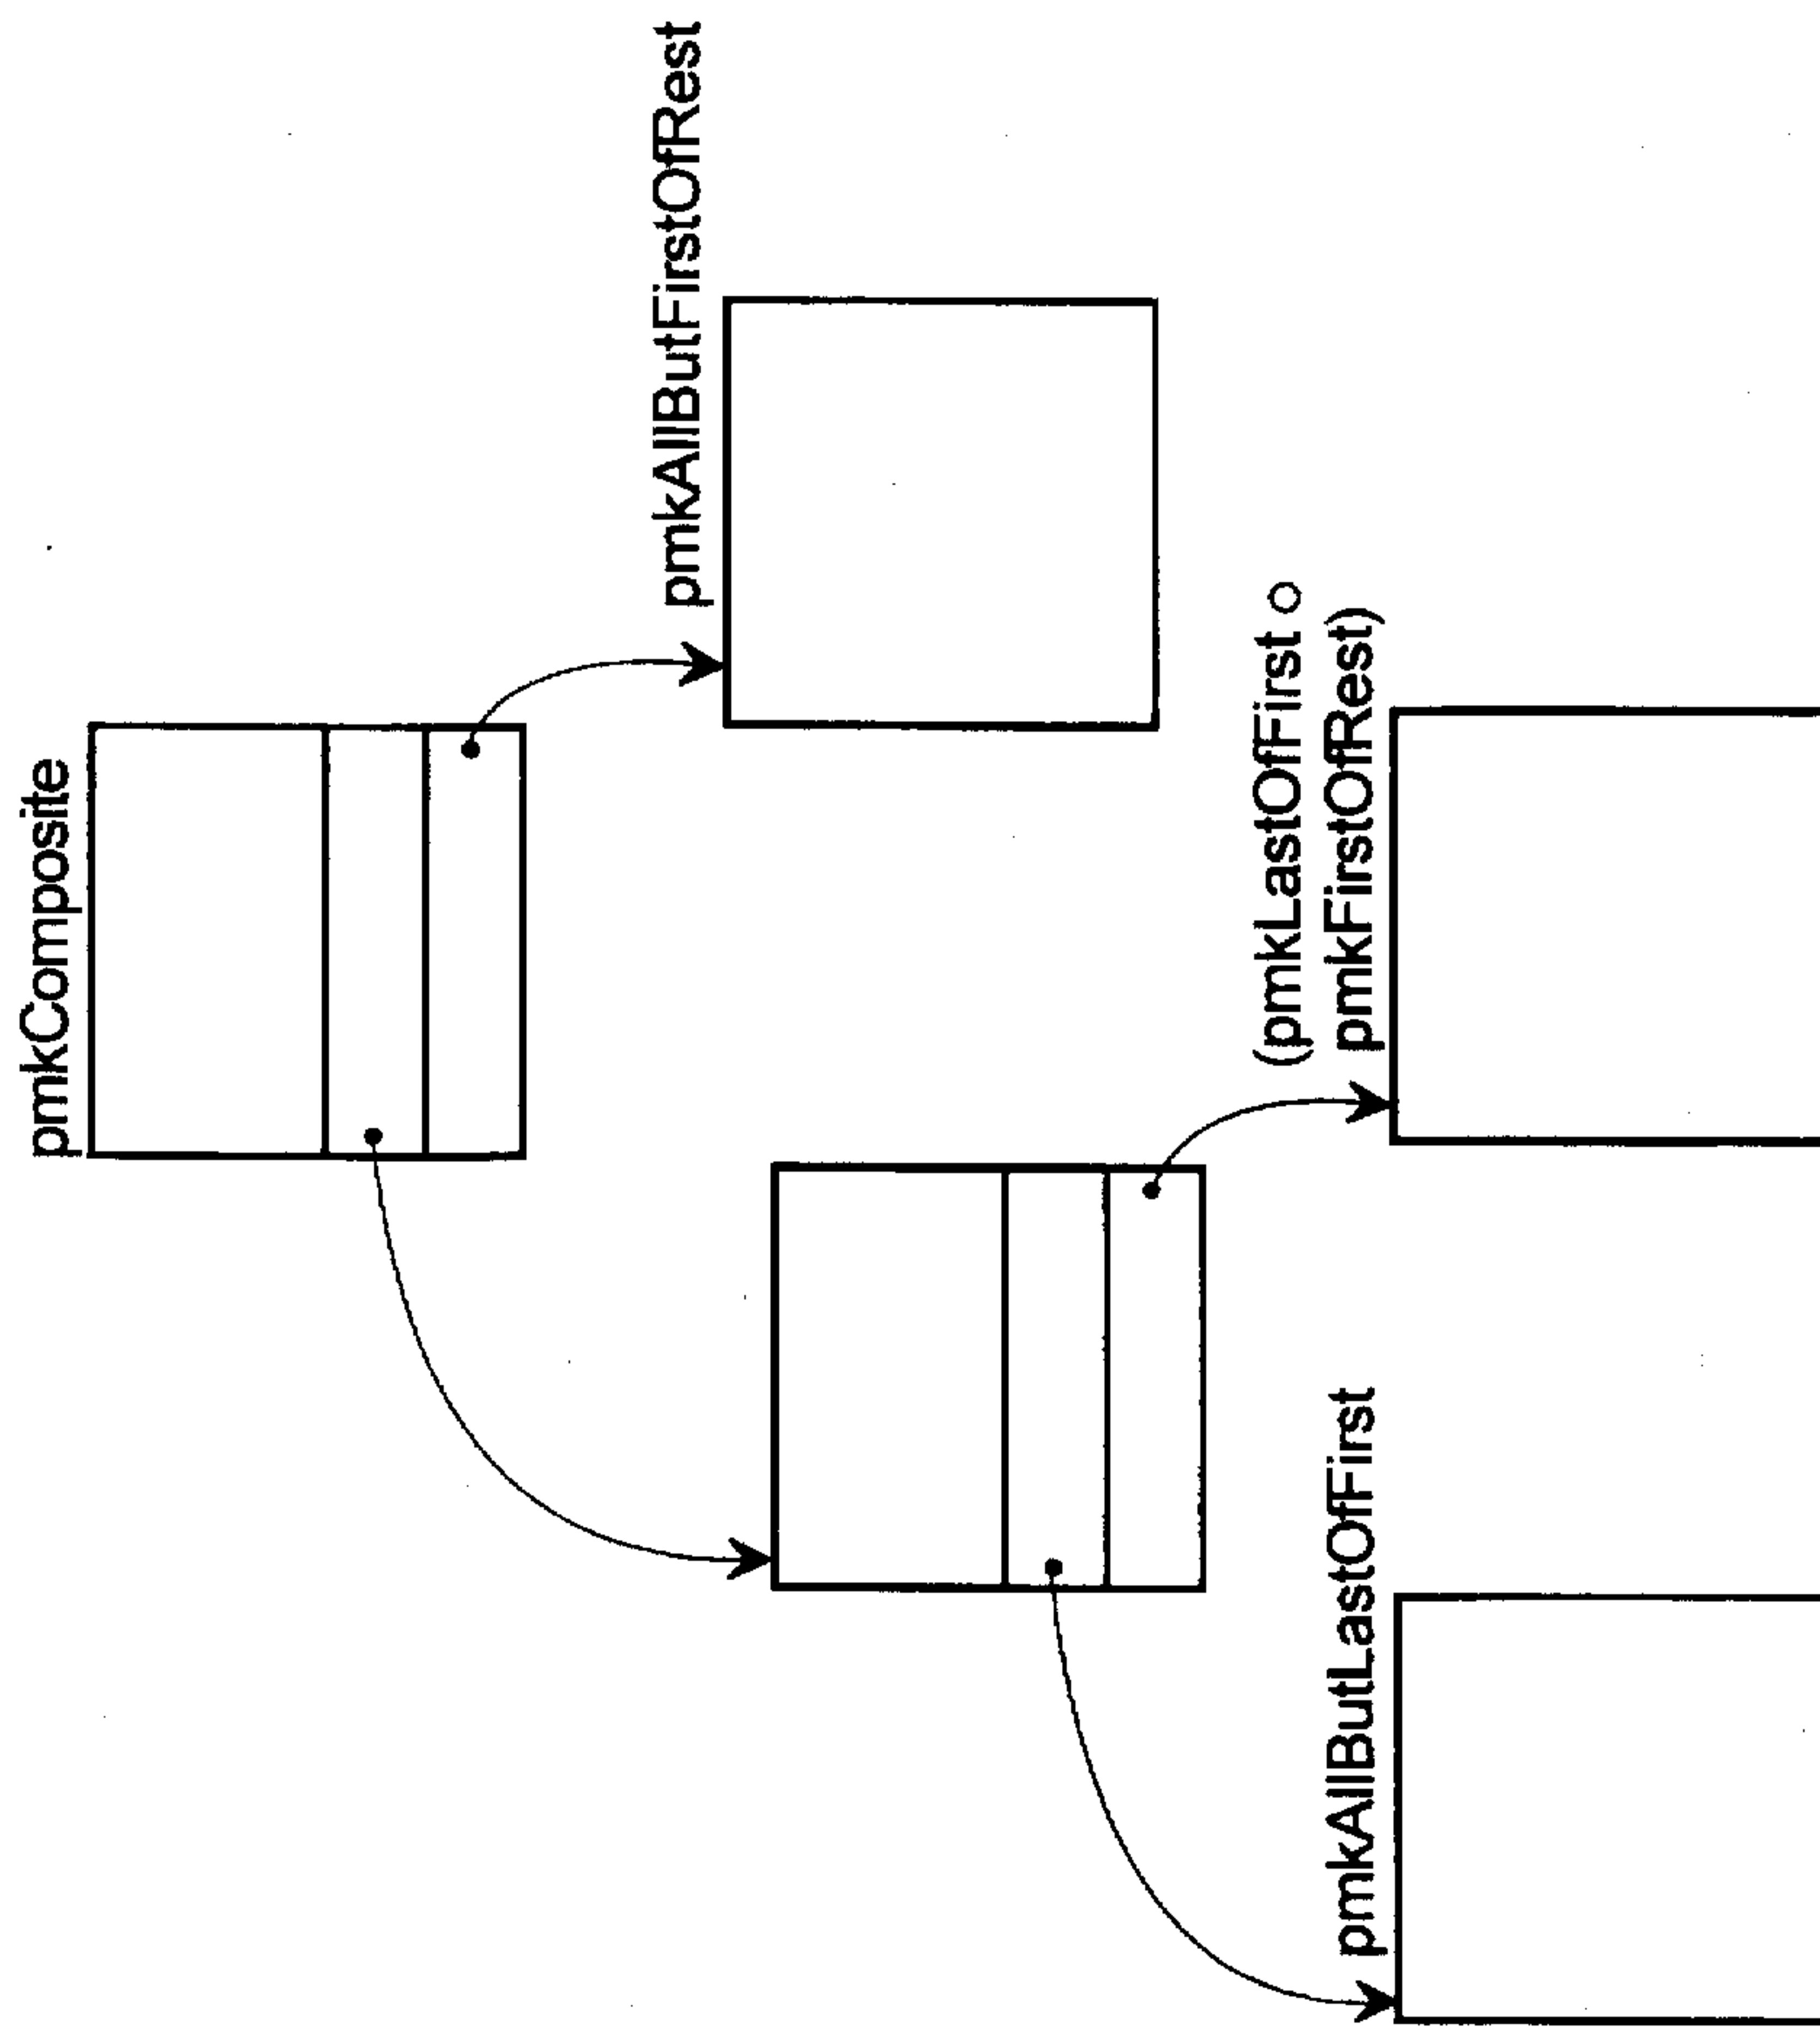 pmkComposite
pmkAllButFirstOfRest
(pmkLastOfFirst ○
pmkFirstOfRest)
pmkAllButLastOfFirst